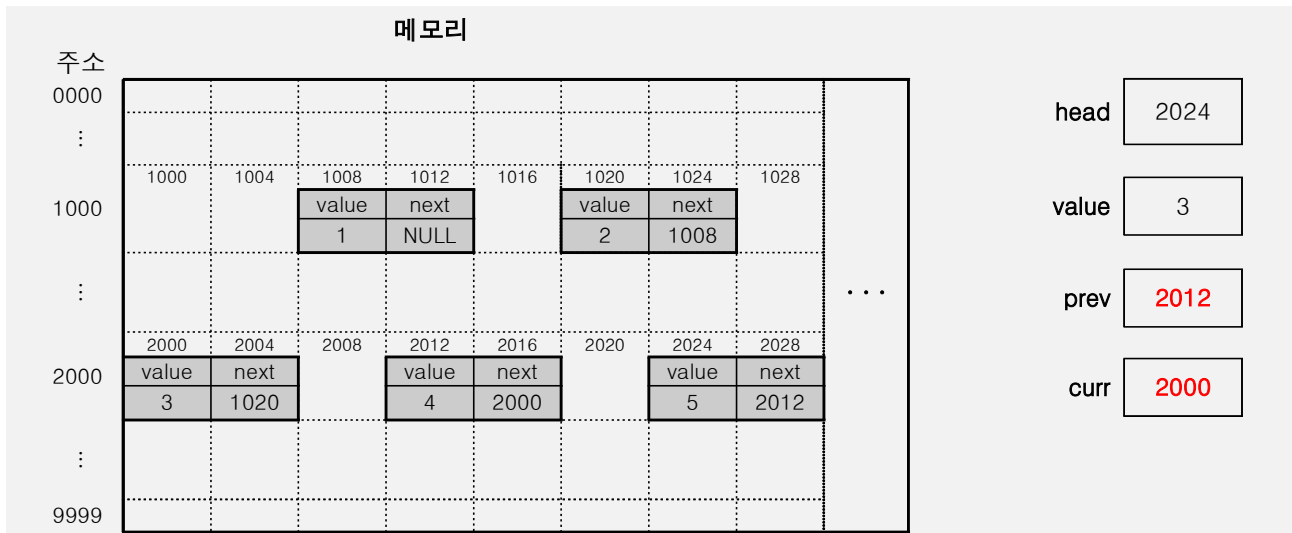 메모리
주소
0000
head 2024
⋮
1000 1004 1008 1012 1016 1020 1024 1028
value next value next
value 3
1000
1 NULL 2 1008
⋮
...
prev 2012
2000 2004 2008 2012 2016 2020 2024 2028
value next value next value next
2000
curr 2000
3 1020 4 2000 5 2012
⋮
9999